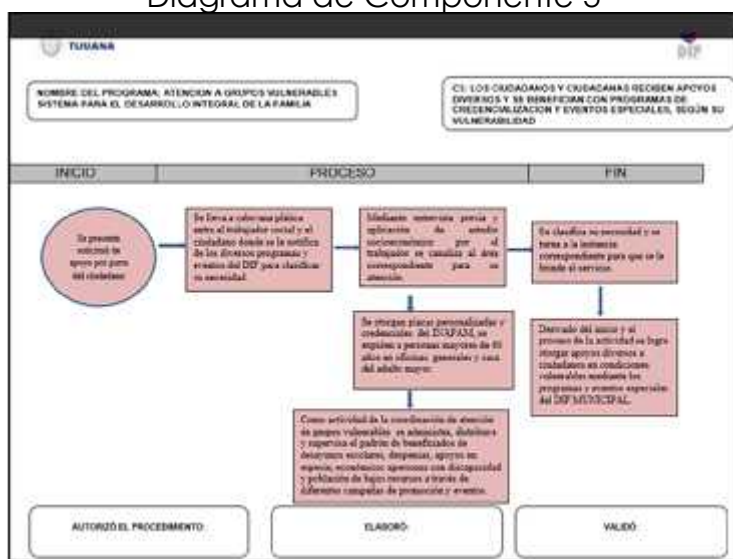 Diagrama de Componente 3
TIJUANA
DIF
NOMBRE DEL PROGRAMA: ATENCION A GRUPOS VULNERABLES
SISTEMA PARA EL DESARROLLO INTEGRAL DE LA FAMILIA
C3: LOS CIUDADANOS Y CIUDADANAS RECIBEN APOYOS
DIVERSOS Y SE BENEFICIAN CON PROGRAMAS DE
CREDENCIALIZACION Y EVENTOS ESPECIALES, SEGÚN SU
VULNERABILIDAD
INICIO
PROCESO
FIN
Se presenta
solicitud de
apoyo por parte
del ciudadano
Se lleva a cabo una plática
entre al trabajador social y el
ciudadano donde se le notifica
de los diversos programas y
eventos del DIF para clasificar
su necesidad.
Mediante entrevista previa y
aplicación de estudio
socioeconómico por el
trabajador se canaliza al área
correspondiente para su
atención.
Se clasifica su necesidad y se
turna a la instancia
correspondiente para que se le
brinde el servicio.
Se otorgan placas personalizadas y
credenciales del INAPAM, se
expiden a personas mayores de 60
años en oficinas generales y casa
del adulto mayor.
Derivado del inicio y el
proceso de la actividad se logra
otorgar apoyos diversos a
ciudadanos en condiciones
vulnerables mediante los
programas y eventos especiales
del DIF MUNICIPAL.
Como actividad de la coordinación de atención
de grupos vulnerables se administra, distribuye
y supervisa el padrón de beneficiados de
desayunos escolares, despensas, apoyos en
especie, económicos a personas con discapacidad
y población de bajos recursos a través de
diferentes campañas de promoción y eventos.
AUTORIZÓ EL PROCEDIMIENTO
ELABORÓ
VALIDÓ